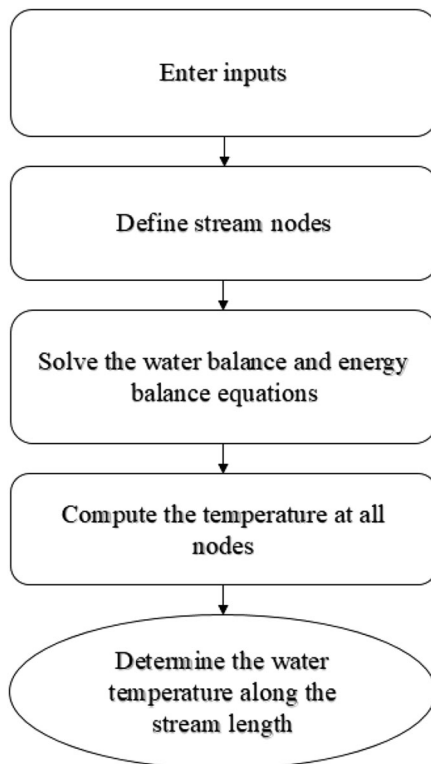 Enter inputs
Define stream nodes
Solve the water balance and energy
balance equations
Compute the temperature at all
nodes
Determine the water
temperature along the
stream length